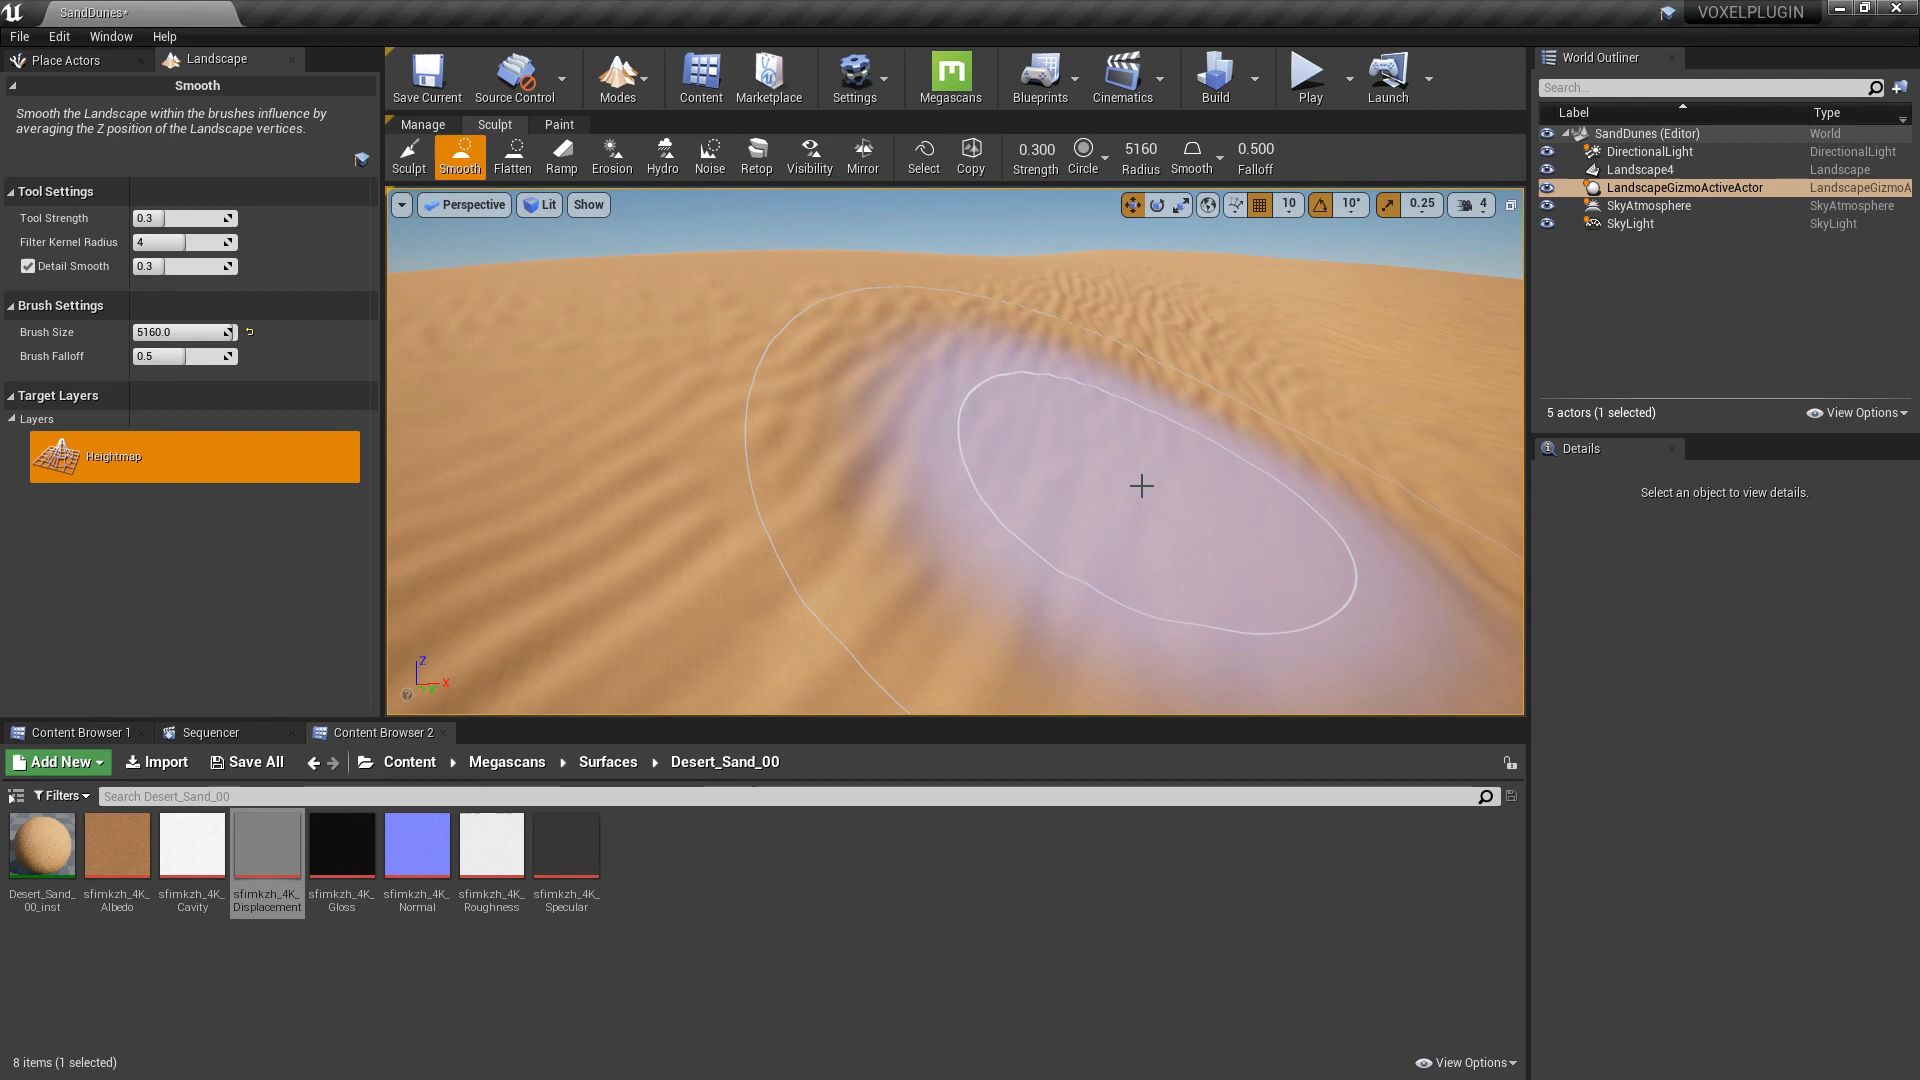 SandDunes*
VOXELPLUGIN
File Edit Window Help
Place Actors
Landscape
Smooth
Smooth the Landscape within the brushes influence by
averaging the Z position of the Landscape vertices.
Tool Settings
Tool Strength 0.3
Filter Kernel Radius 4
Detail Smooth 0.3
Brush Settings
Brush Size 5160.0
Brush Falloff 0.5
Target Layers
Layers
Heightmap
Save Current Source Control Modes Content Marketplace Settings Megascans Blueprints Cinematics Build Play Launch
Manage Sculpt Paint
Sculpt Smooth Flatten Ramp Erosion Hydro Noise Retop Visibility Mirror Select Copy
0.300 5160 0.500
Strength Circle Radius Smooth Falloff
Perspective Lit Show
10 10° 0.25 4
Z
X
Y
World Outliner
Search...
Label Type
SandDunes (Editor) World
DirectionalLight DirectionalLight
Landscape4 Landscape
LandscapeGizmoActiveActor LandscapeGizmoA
SkyAtmosphere SkyAtmosphere
SkyLight SkyLight
5 actors (1 selected) View Options
Details
Select an object to view details.
Content Browser 1 Sequencer Content Browser 2
Add New Import Save All Content Megascans Surfaces Desert_Sand_00
Filters Search Desert_Sand_00
Desert_Sand_
00_inst
sfimkzh_4K_
Albedo
sfimkzh_4K_
Cavity
sfimkzh_4K_
Displacement
sfimkzh_4K_
Gloss
sfimkzh_4K_
Normal
sfimkzh_4K_
Roughness
sfimkzh_4K_
Specular
8 items (1 selected) View Options